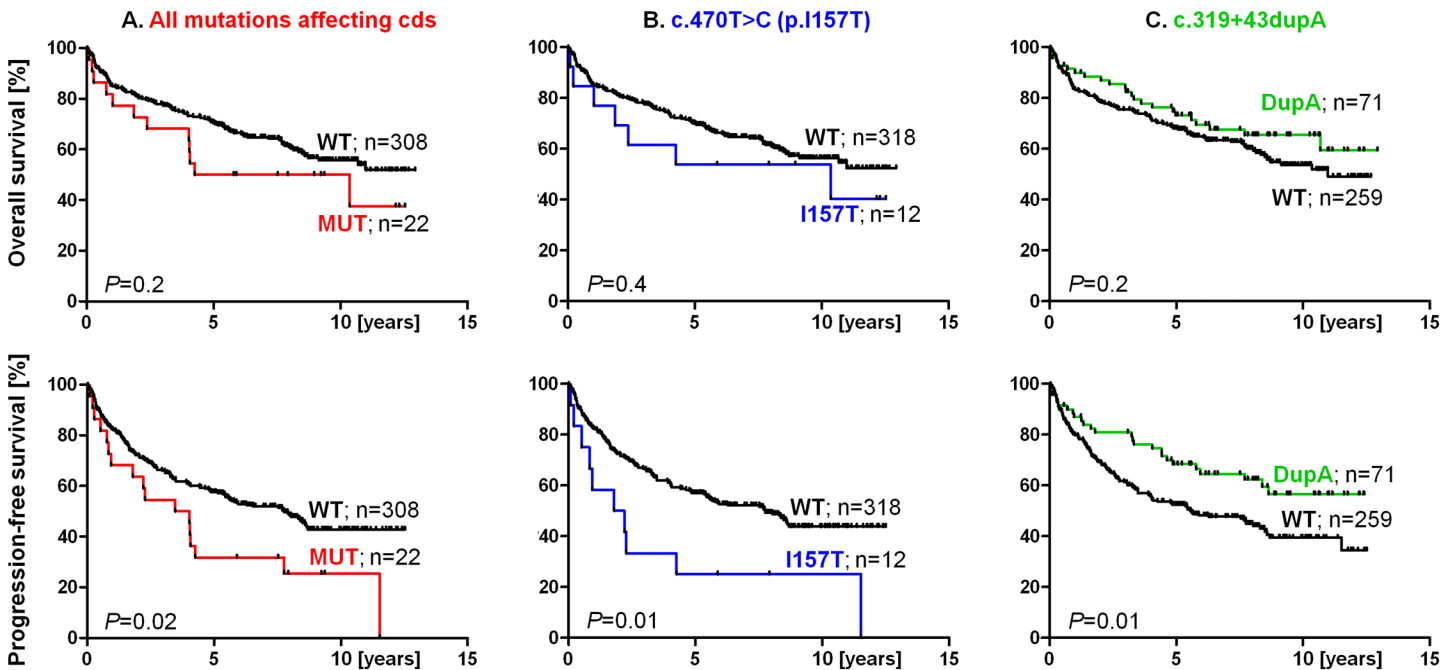 A. All mutations affecting cds
B. c.470T>C (p.I157T)
C. c.319+43dupA
Overall survival [%]
100
80
60
40
20
0
WT; n=308
MUT; n=22
P=0.2
0
5
10 [years]
15
100
80
60
40
20
0
WT; n=318
I157T; n=12
P=0.4
0
5
10 [years]
15
100
80
60
40
20
0
DupA; n=71
WT; n=259
P=0.2
0
5
10 [years]
15
Progression-free survival [%]
100
80
60
40
20
0
WT; n=308
MUT; n=22
P=0.02
0
5
10 [years]
15
100
80
60
40
20
0
WT; n=318
I157T; n=12
P=0.01
0
5
10 [years]
15
100
80
60
40
20
0
DupA; n=71
WT; n=259
P=0.01
0
5
10 [years]
15